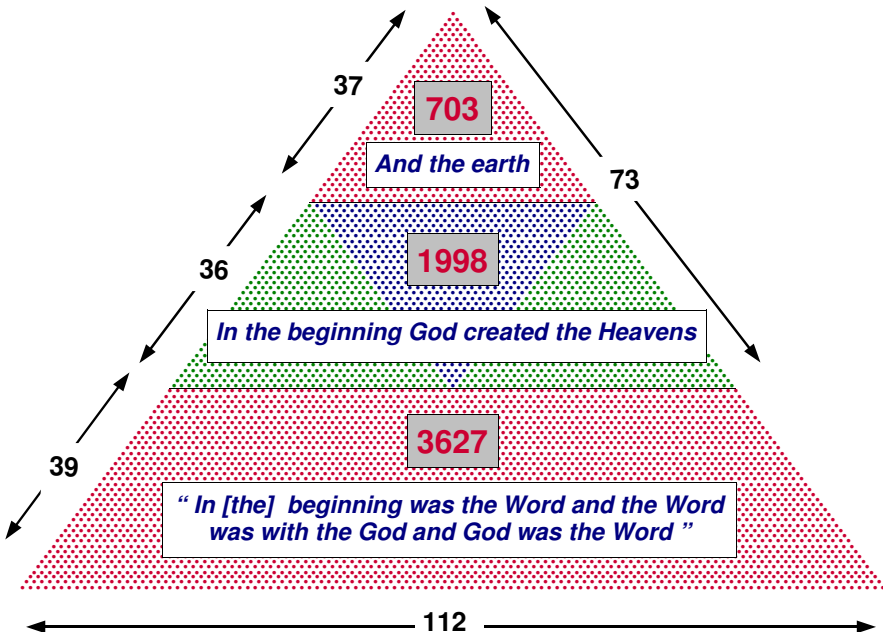 37
703
And the earth
73
1998
36
In the beginning God created the Heavens
3627
39
“ In [the] beginning was the Word and the Word
was with the God and God was the Word ”
112